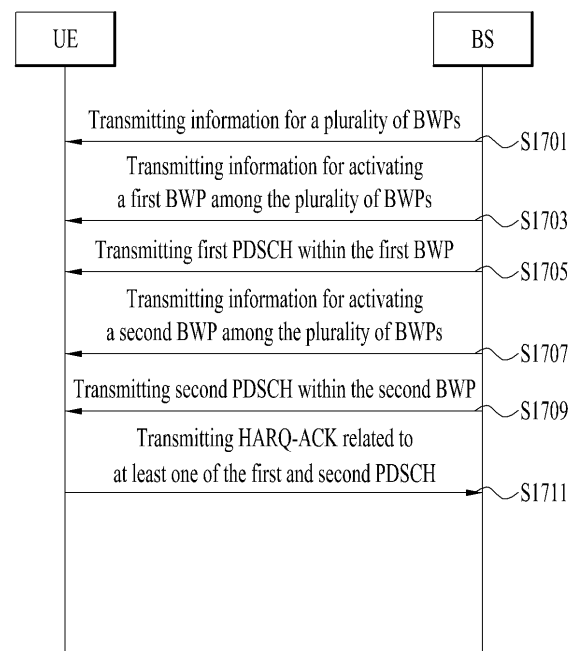 UE
BS
Transmitting information for a plurality of BWPs
S1701
Transmitting information for activating
a first BWP among the plurality of BWPs
S1703
Transmitting first PDSCH within the first BWP
S1705
Transmitting information for activating
a second BWP among the plurality of BWPs
S1707
Transmitting second PDSCH within the second BWP
S1709
Transmitting HARQ-ACK related to
at least one of the first and second PDSCH
S1711